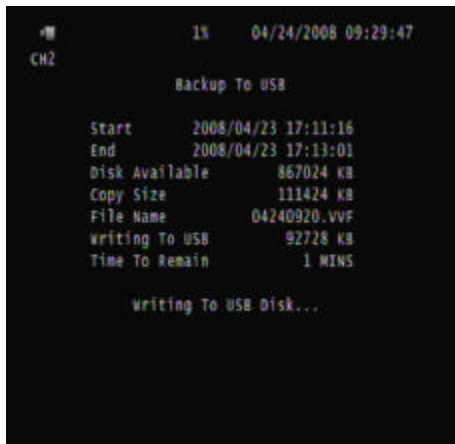 1% 04/24/2008 09:29:47
CH2
Backup To USB
Start 2008/04/23 17:11:16
End 2008/04/23 17:13:01
Disk Available 867024 KB
Copy Size 111424 KB
File Name 04240920.VVF
Writing To USB 92728 KB
Time To Remain 1 MINS
Writing To USB Disk...